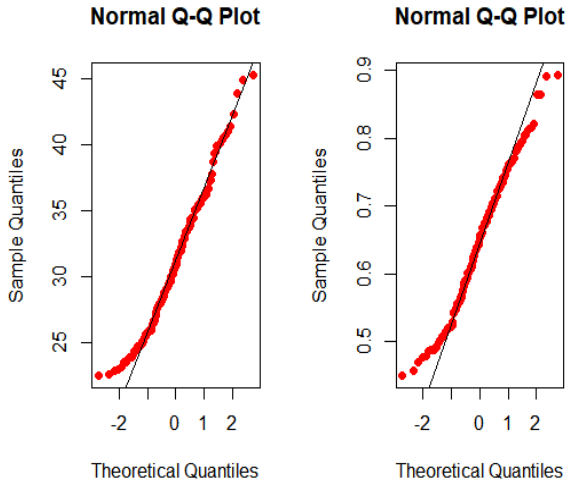 Normal Q-Q Plot
Sample Quantiles
45
40
35
30
25
-2 0 1 2
Theoretical Quantiles
Normal Q-Q Plot
Sample Quantiles
0.9
0.8
0.7
0.6
0.5
-2 0 1 2
Theoretical Quantiles